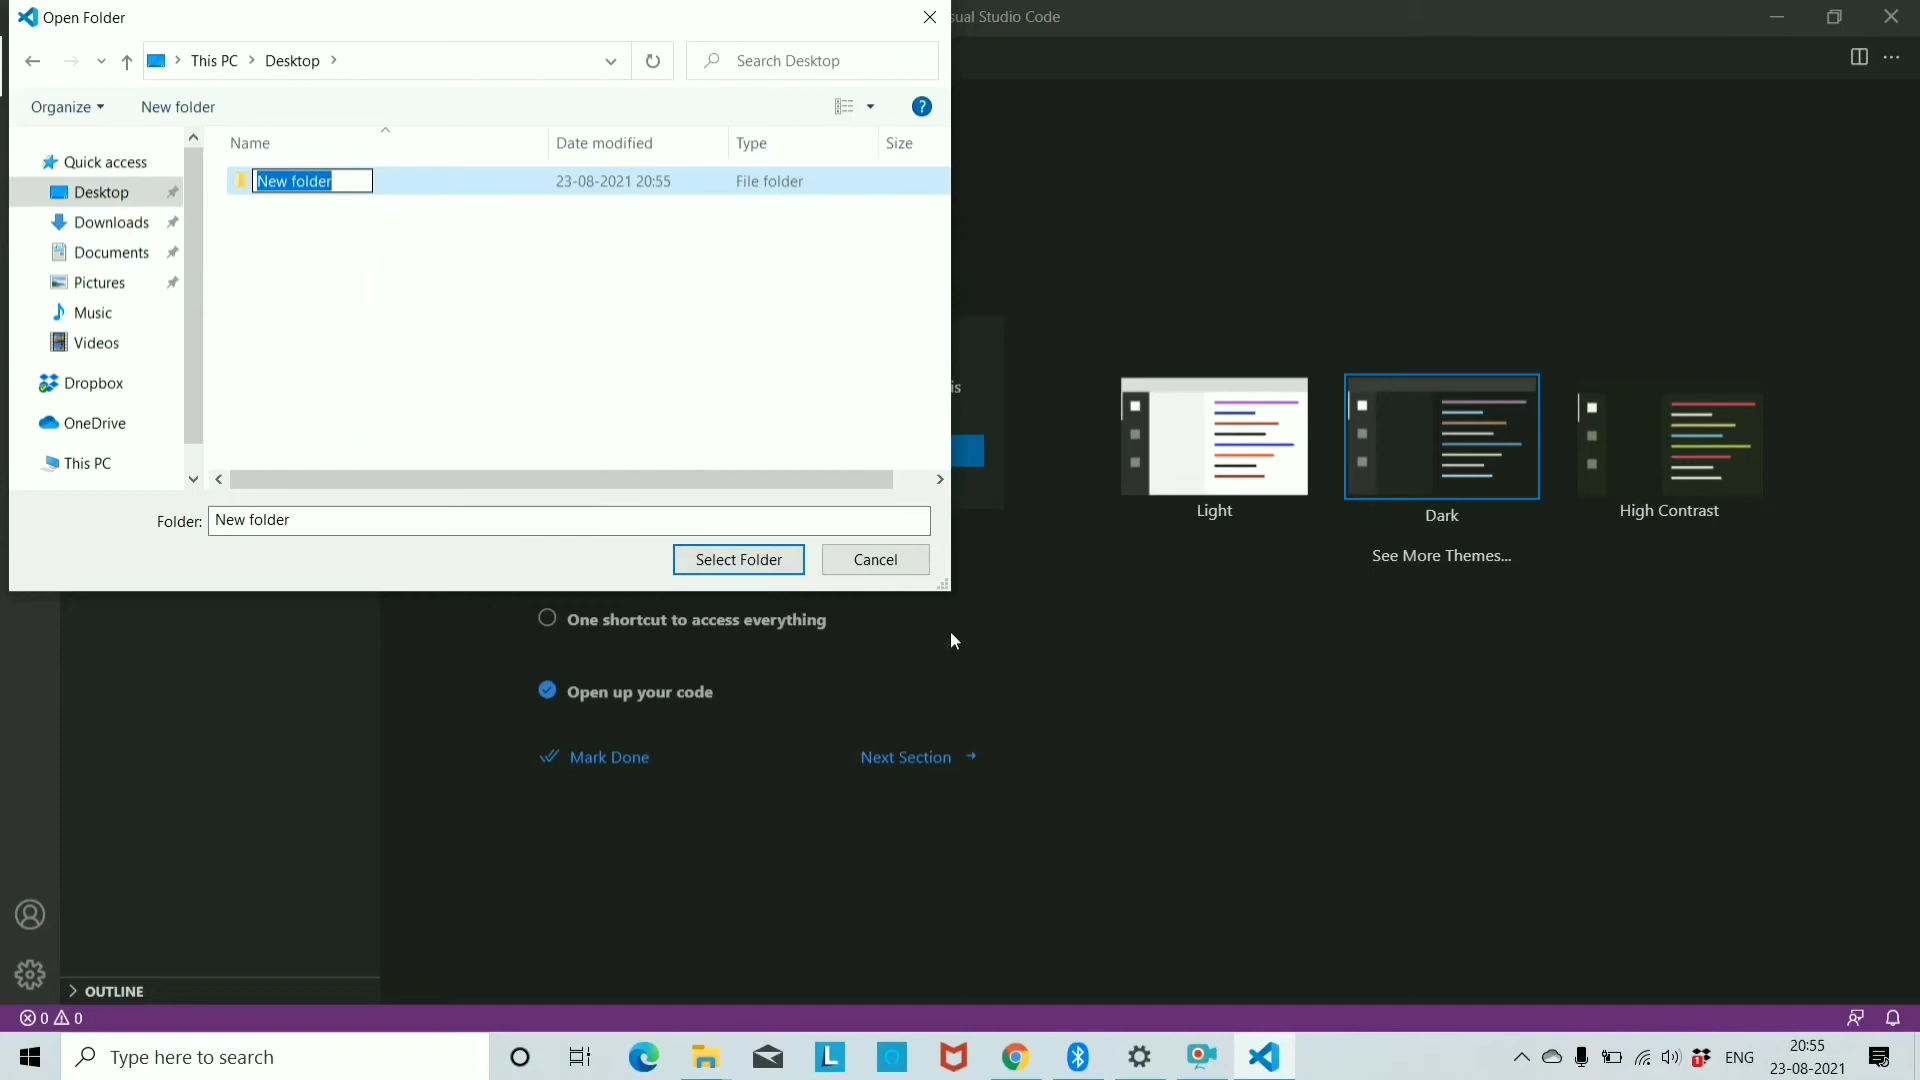 Open Folder
sual Studio Code
This PC > Desktop >
Search Desktop
Organize
New folder
Name
Date modified
Type
Size
New folder
23-08-2021 20:55
File folder
Quick access
Desktop
Downloads
Documents
Pictures
Music
Videos
Dropbox
OneDrive
This PC
Folder:
New folder
Select Folder
Cancel
is
Light
Dark
High Contrast
See More Themes...
One shortcut to access everything
Open up your code
Mark Done
Next Section
OUTLINE
0
0
Type here to search
ENG
20:55
23-08-2021